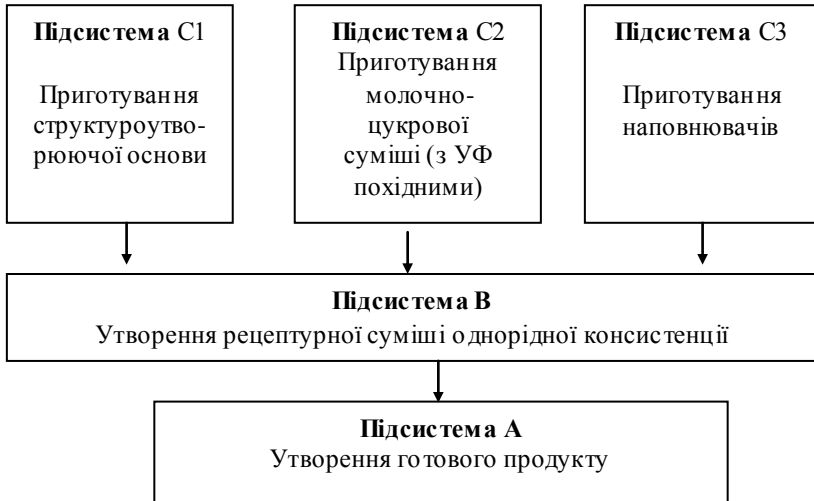 Підсистема С1
Приготування
структуроутво-
рюючої основи
Підсистема С2
Приготування
молочно-
цукрової
суміші (з УФ
похідними)
Підсистема С3
Приготування
наповнювачів
Підсистема В
Утворення рецептурної суміші однорідної консистенції
Підсистема А
Утворення готового продукту